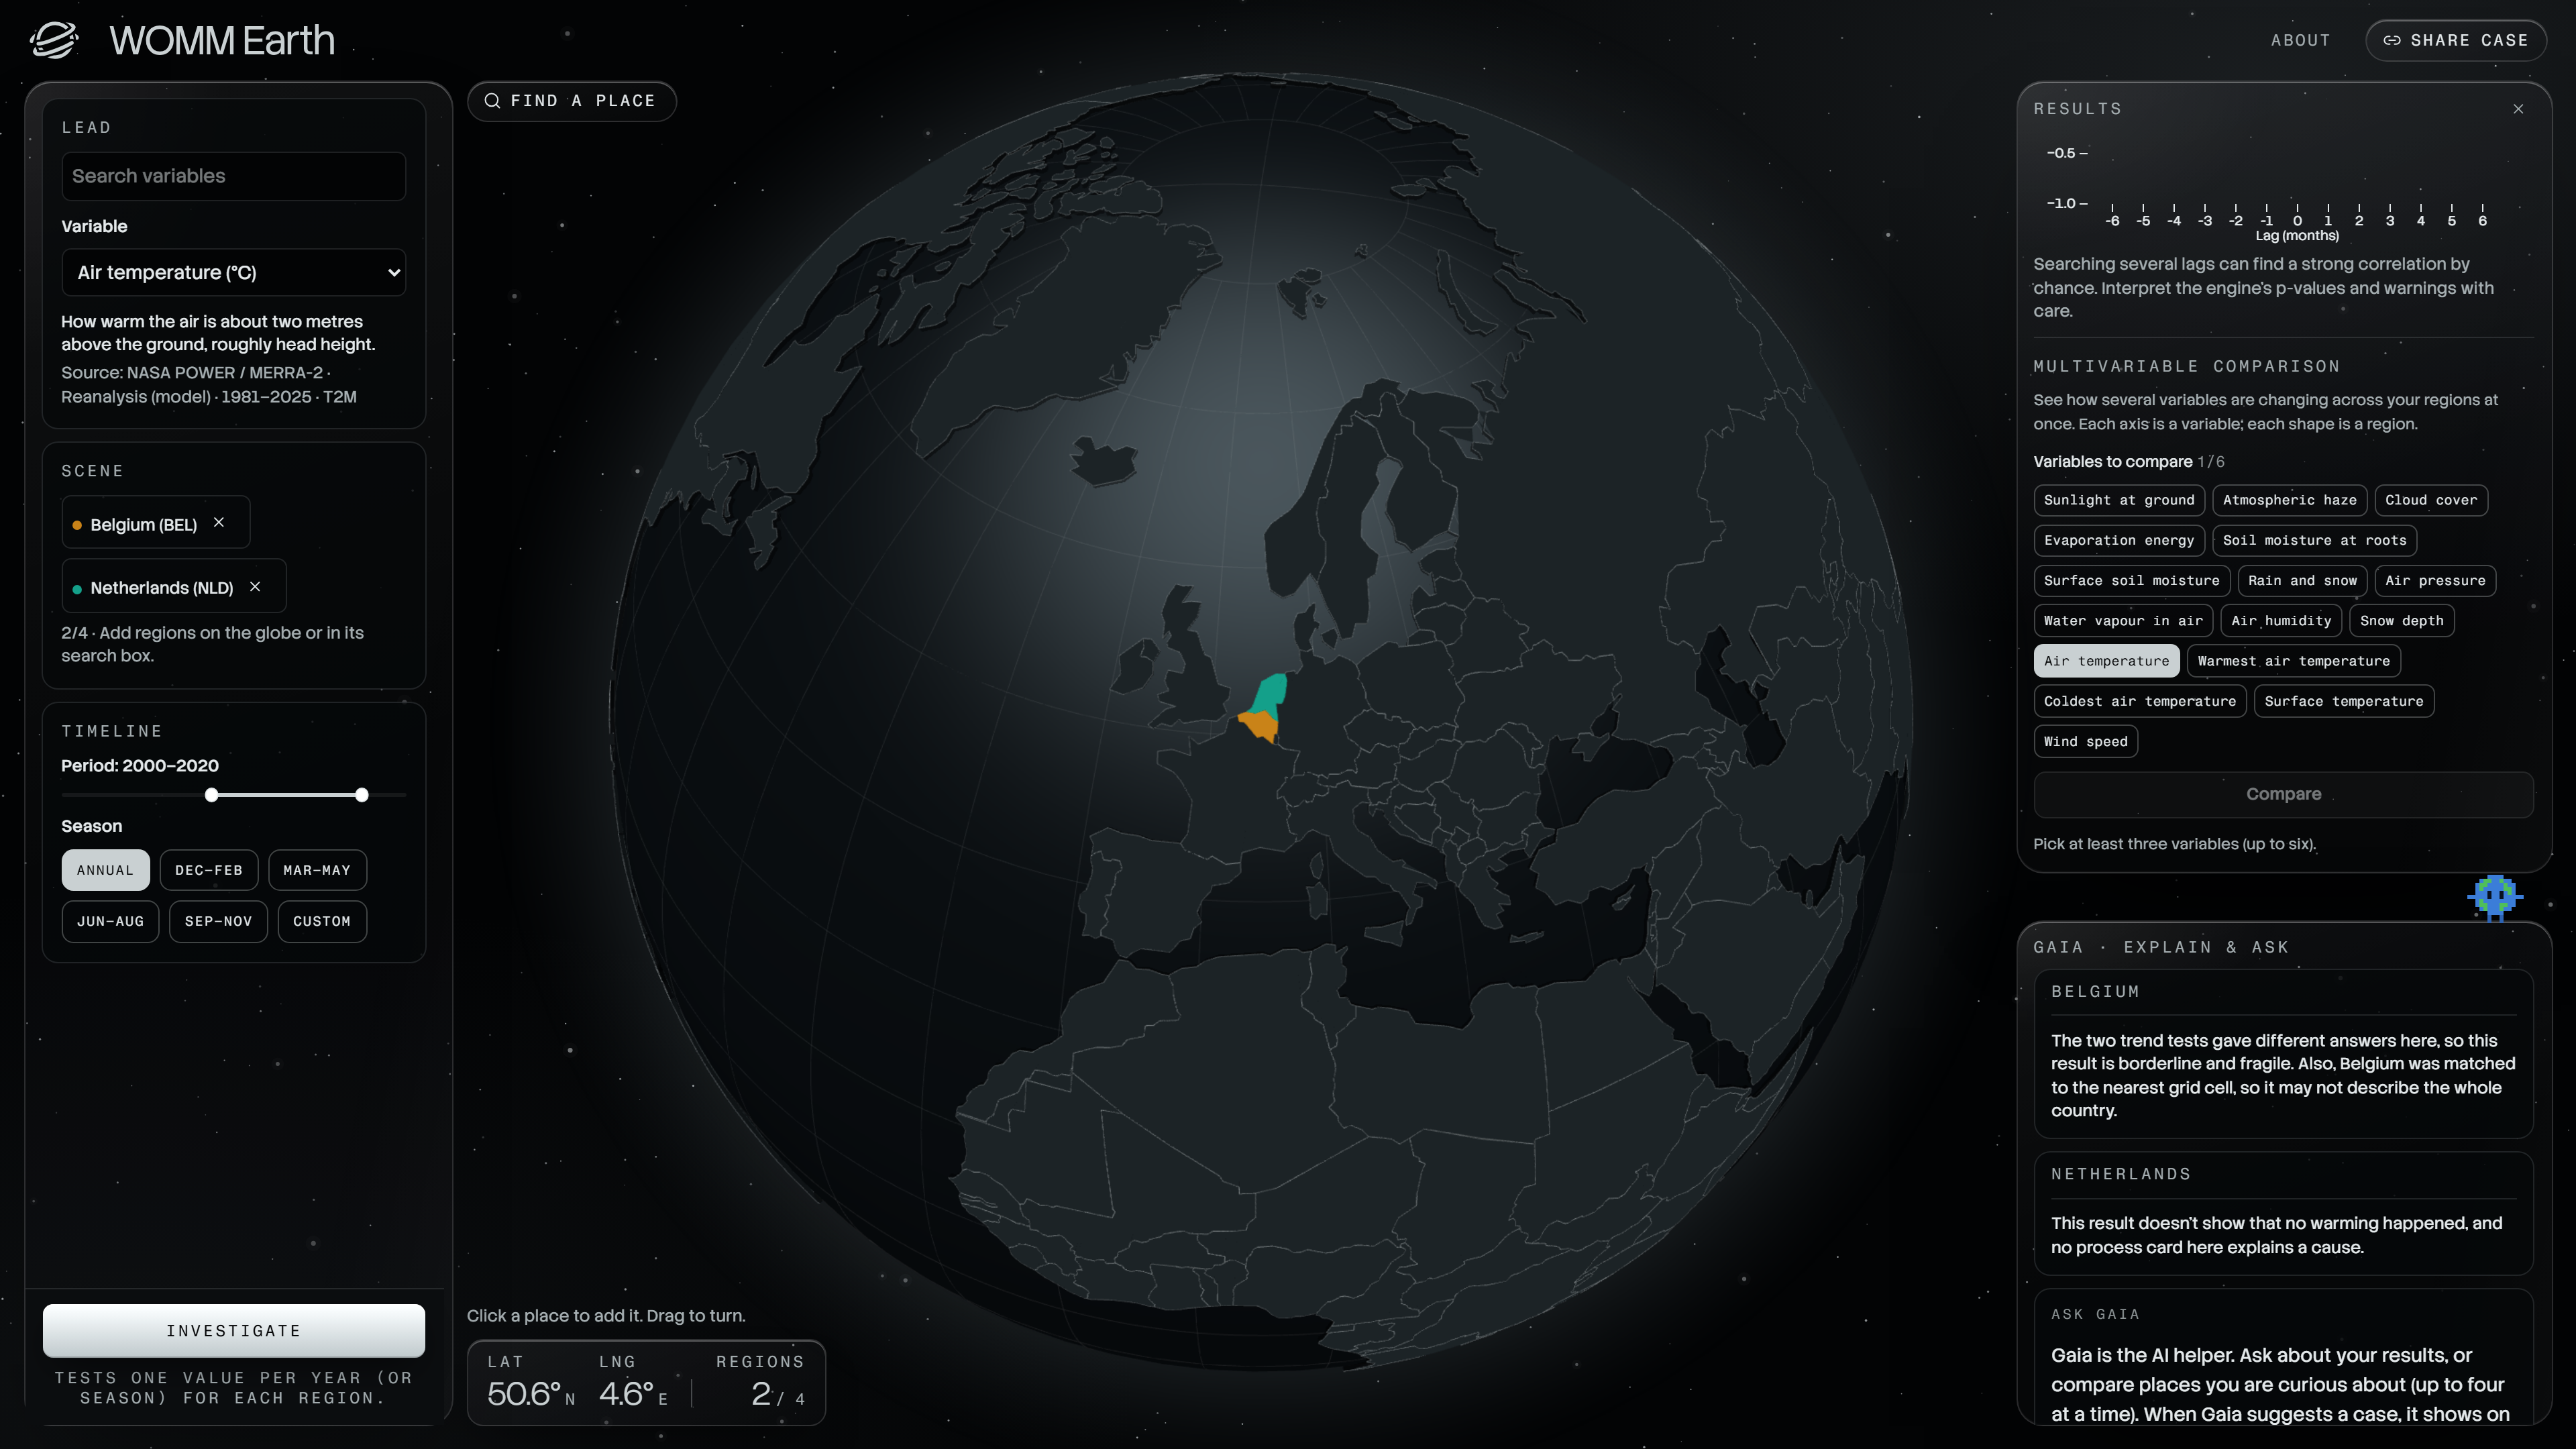 WOMM Earth
ABOUT
SHARE CASE
LEAD
Search variables
Variable
Air temperature (°C)
How warm the air is about two metres
above the ground, roughly head height.
Source: NASA POWER / MERRA-2 ·
Reanalysis (model) · 1981–2025 · T2M
SCENE
Belgium (BEL) ×
Netherlands (NLD) ×
2/4 · Add regions on the globe or in its
search box.
TIMELINE
Period: 2000–2020
Season
ANNUAL DEC–FEB MAR–MAY
JUN–AUG SEP–NOV CUSTOM
INVESTIGATE
TESTS ONE VALUE PER YEAR (OR
SEASON) FOR EACH REGION.
FIND A PLACE
Click a place to add it. Drag to turn.
LAT LNG REGIONS
50.6° N 4.6° E 2 / 4
RESULTS ×
−0.5
−1.0
-6 -5 -4 -3 -2 -1 0 1 2 3 4 5 6
Lag (months)
Searching several lags can find a strong correlation by
chance. Interpret the engine's p-values and warnings with
care.
MULTIVARIABLE COMPARISON
See how several variables are changing across your regions at
once. Each axis is a variable; each shape is a region.
Variables to compare 1/6
Sunlight at ground Atmospheric haze Cloud cover
Evaporation energy Soil moisture at roots
Surface soil moisture Rain and snow Air pressure
Water vapour in air Air humidity Snow depth
Air temperature Warmest air temperature
Coldest air temperature Surface temperature
Wind speed
Compare
Pick at least three variables (up to six).
GAIA · EXPLAIN & ASK
BELGIUM
The two trend tests gave different answers here, so this
result is borderline and fragile. Also, Belgium was matched
to the nearest grid cell, so it may not describe the whole
country.
NETHERLANDS
This result doesn't show that no warming happened, and
no process card here explains a cause.
ASK GAIA
Gaia is the AI helper. Ask about your results, or
compare places you are curious about (up to four
at a time). When Gaia suggests a case, it shows on